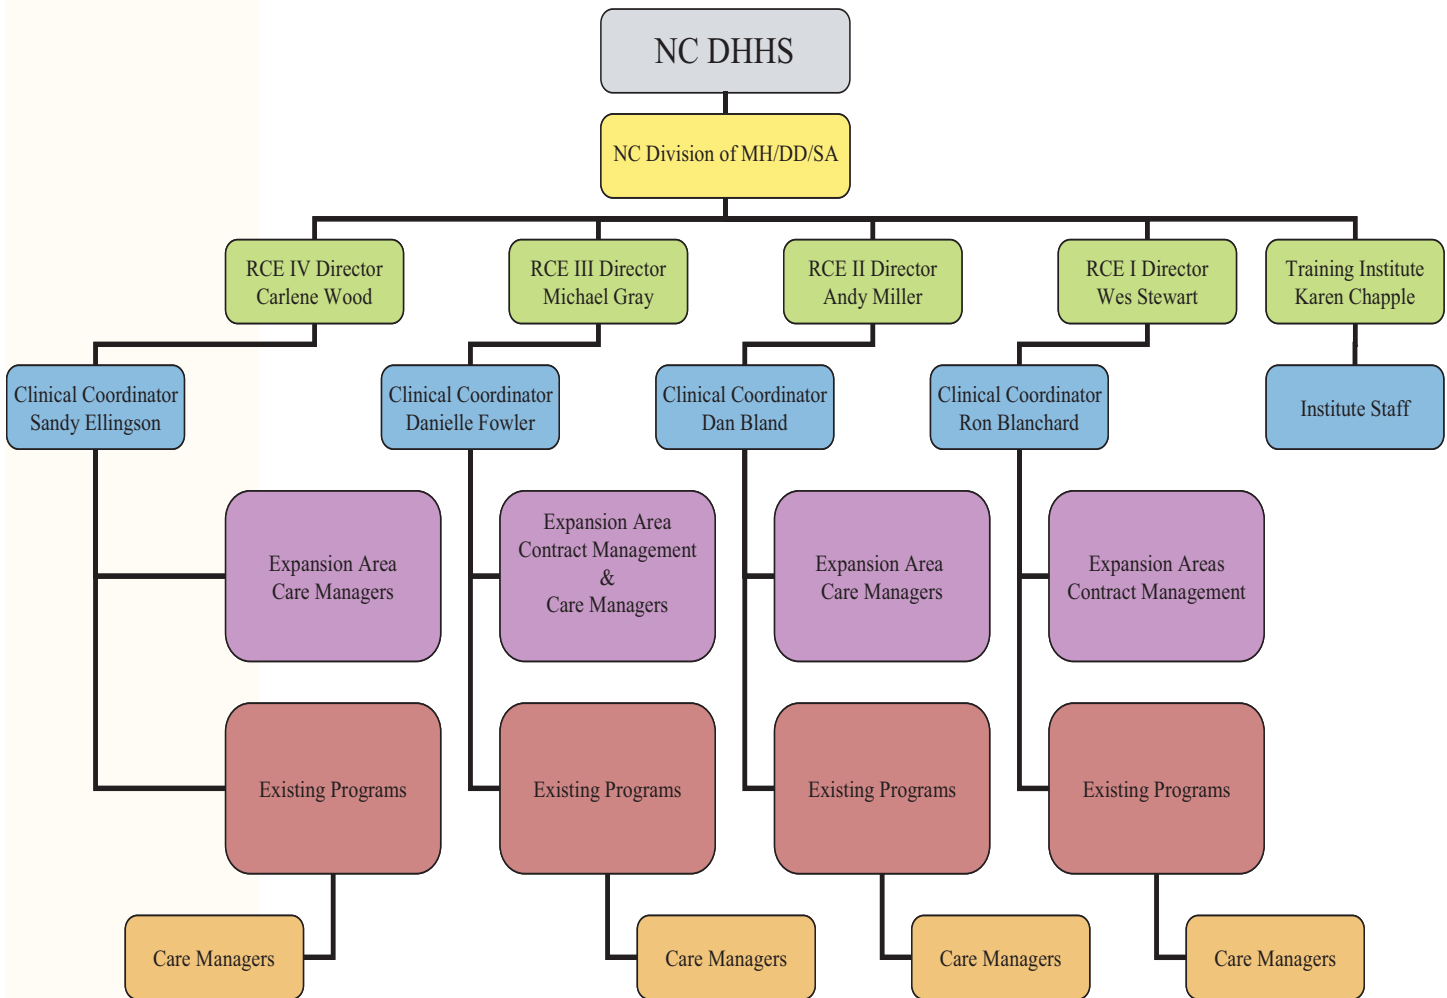 NC DHHS
NC Division of MH/DD/SA
RCE IV Director
Carlene Wood
RCE III Director
Michael Gray
RCE II Director
Andy Miller
RCE I Director
Wes Stewart
Training Institute
Karen Chapple
Clinical Coordinator
Sandy Ellingson
Clinical Coordinator
Danielle Fowler
Clinical Coordinator
Dan Bland
Clinical Coordinator
Ron Blanchard
Institute Staff
Expansion Area
Care Managers
Expansion Area
Contract Management
&
Care Managers
Expansion Area
Care Managers
Expansion Areas
Contract Management
Existing Programs
Existing Programs
Existing Programs
Existing Programs
Care Managers
Care Managers
Care Managers
Care Managers